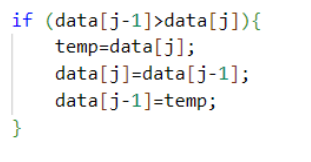 if (data[j-1]>data[j]){
    temp=data[j];
    data[j]=data[j-1];
    data[j-1]=temp;
}